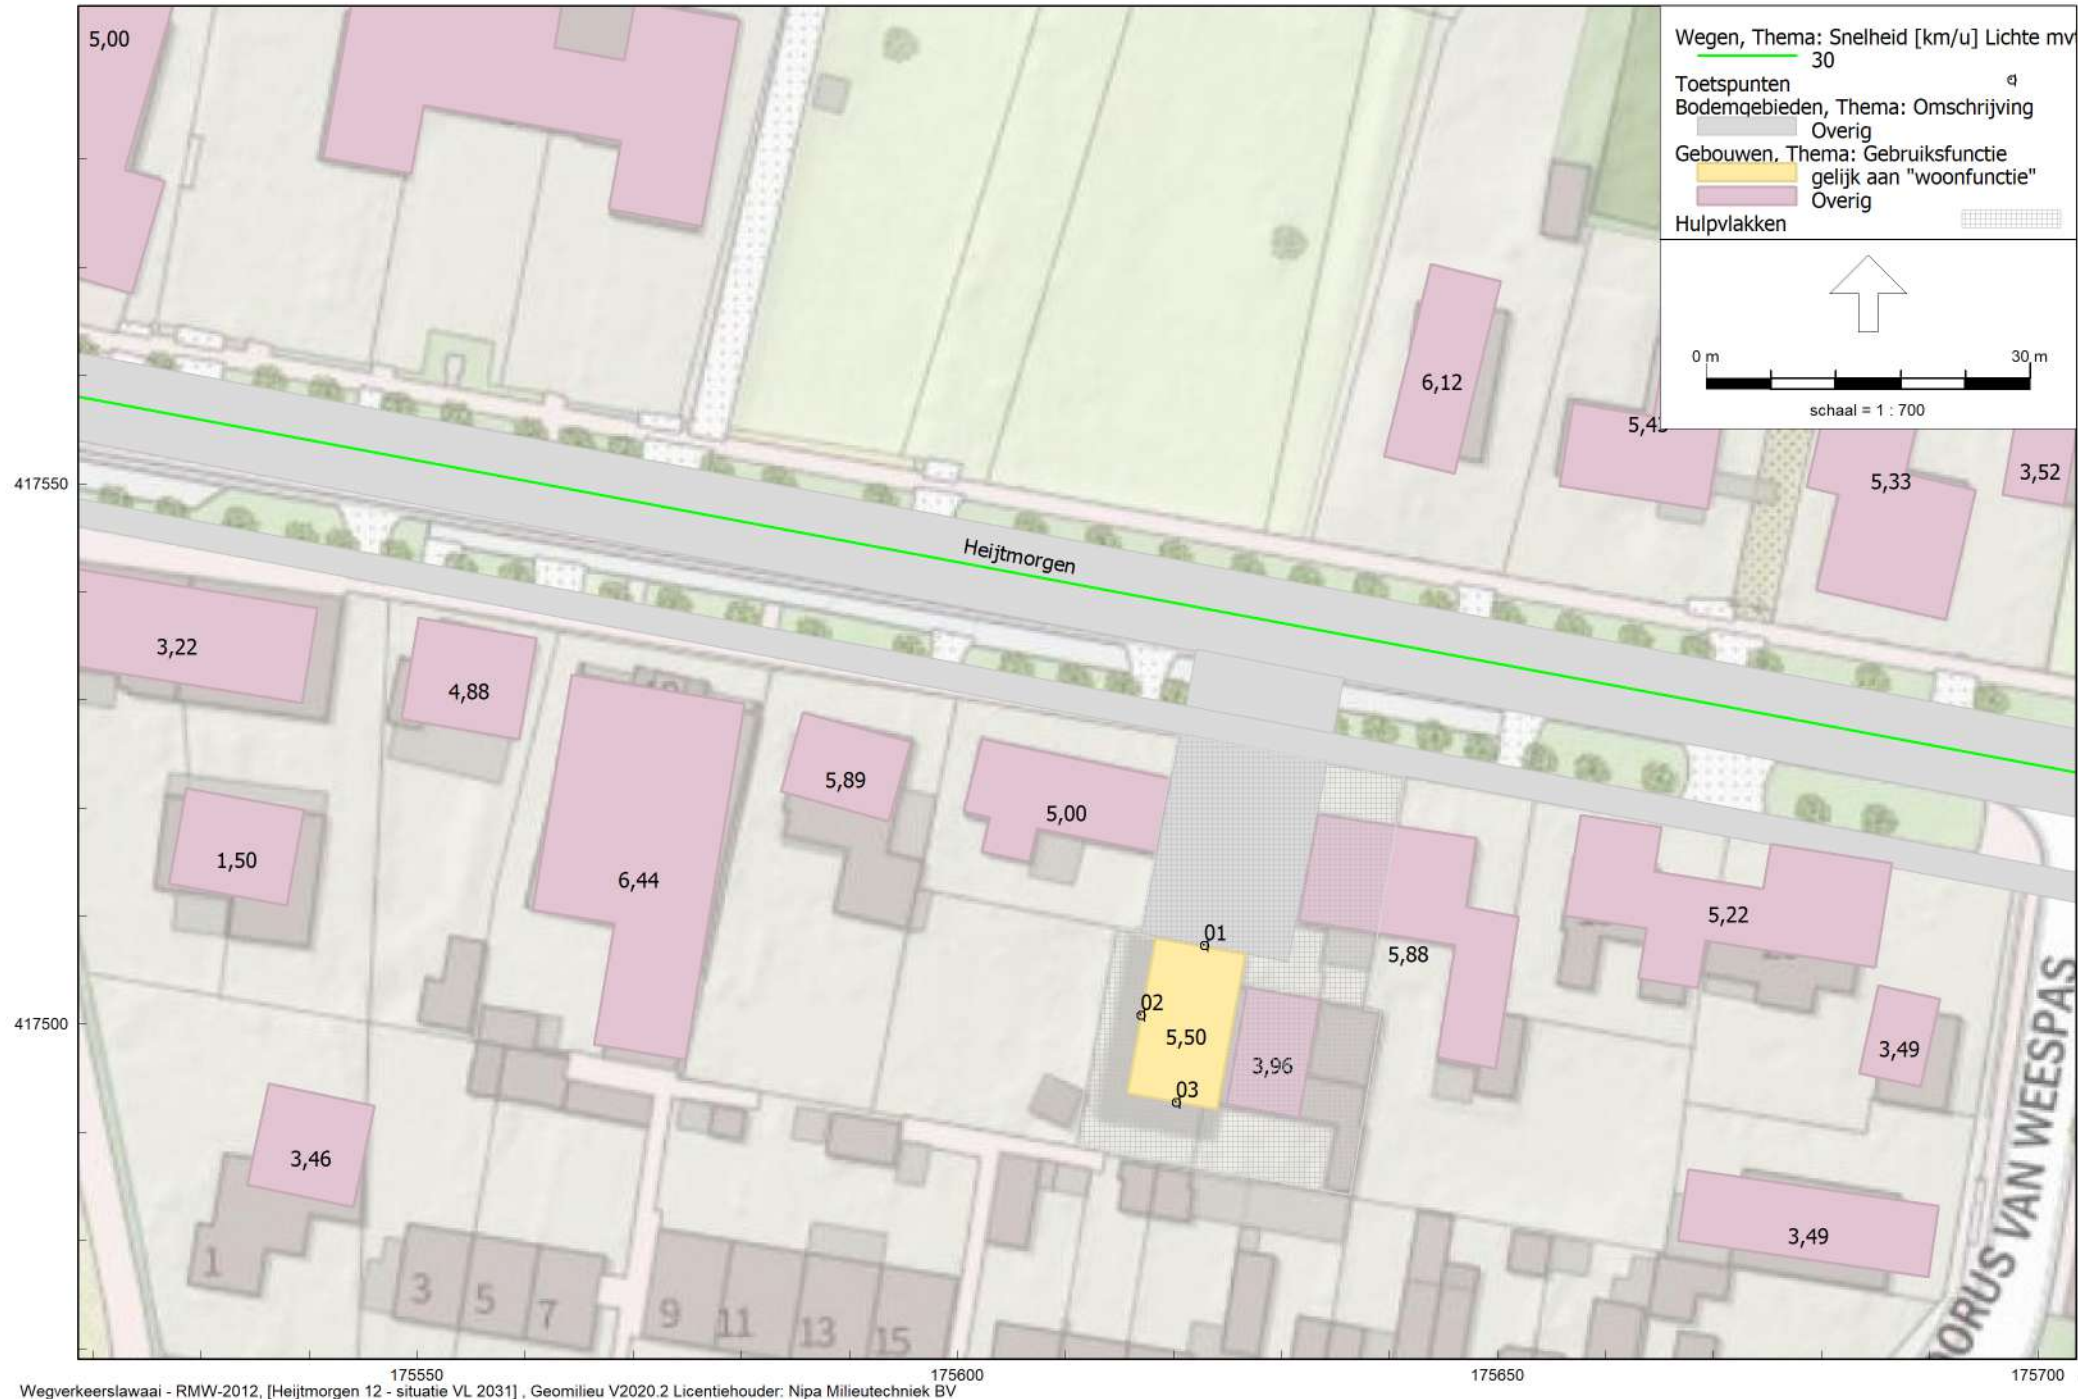 5,00
Wegen, Thema: Snelheid [km/u] Lichte mv
30
Toetspunten
Bodemgebieden, Thema: Omschrijving
Overig
Gebouwen, Thema: Gebruiksfunctie
gelijk aan "woonfunctie"
Overig
Hulpvlakken
0 m 30 m
schaal = 1 : 700
6,12
5,43
5,33
3,52
417550
Heijtmorgen
3,22
4,88
5,89
5,00
1,50
6,44
5,22
01
5,88
02
5,50
417500
3,96
3,49
03
3,46
3,49
DORUS VAN WEESPAS
1
3
5
7
9
11
13
15
175550
175600
175650
175700
Wegverkeerslawaai - RMW-2012, [Heijtmorgen 12 - situatie VL 2031] , Geomilieu V2020.2 Licentiehouder: Nipa Milieutechniek BV